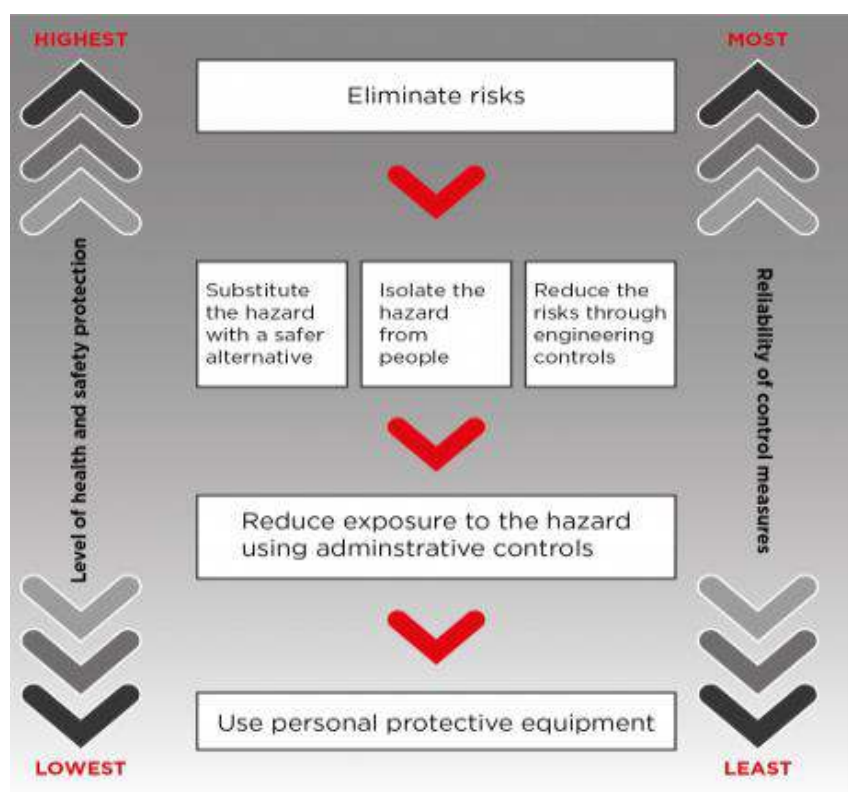 HIGHEST
MOST
Eliminate risks
Substitute
the hazard
with a safer
alternative
Isolate the
hazard
from
people
Reduce the
risks through
engineering
controls
Level of health and safety protection
Reliability of control measures
Reduce exposure to the hazard
using adminstrative controls
Use personal protective equipment
LOWEST
LEAST